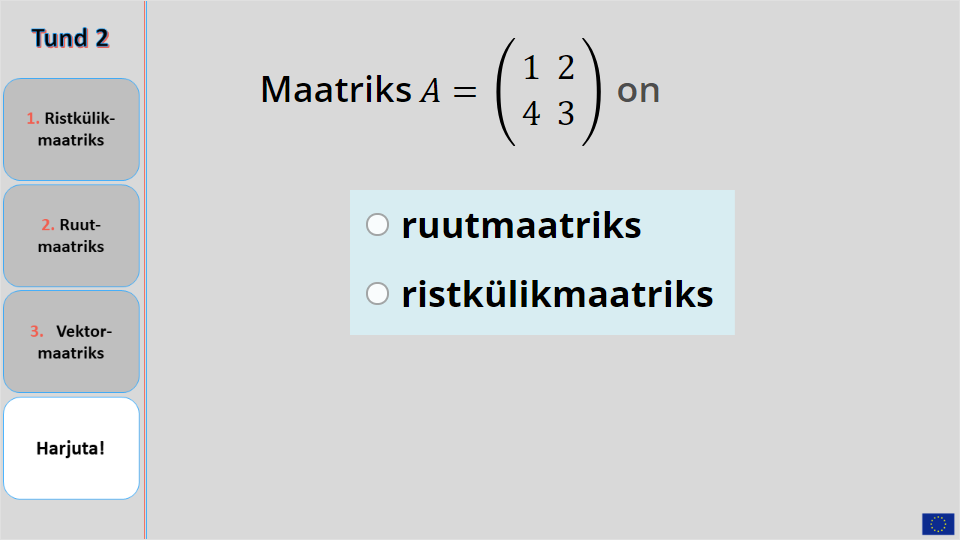 Tund 2
1. Ristkülik-
maatriks
2. Ruut-
maatriks
3. Vektor-
maatriks
Harjuta!
Maatriks A = ( 1 2
4 3 ) on
ruutmaatriks
ristkülikmaatriks